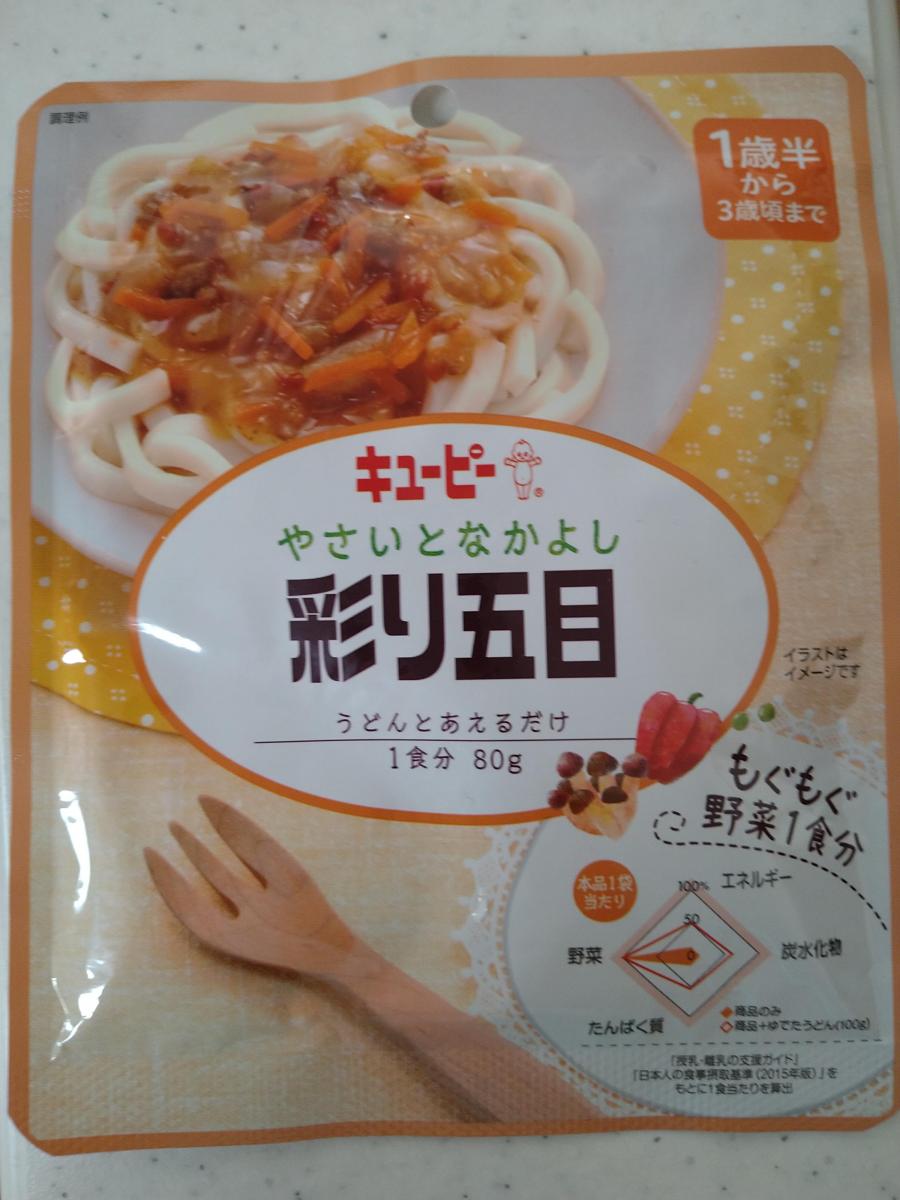 調理例
1歳半
から
3歳頃まで
キユーピー
®
やさいとなかよし
彩り五目
うどんとあえるだけ
1食分 80g
イラストは
イメージです
もぐもぐ
野菜1食分
本品1袋
当たり
100%
エネルギー
50
0
野菜
炭水化物
たんぱく質
商品のみ
商品+ゆでたうどん(100g)
「授乳・離乳の支援ガイド」
「日本人の食事摂取基準(2015年版)」を
もとに1食当たりを算出